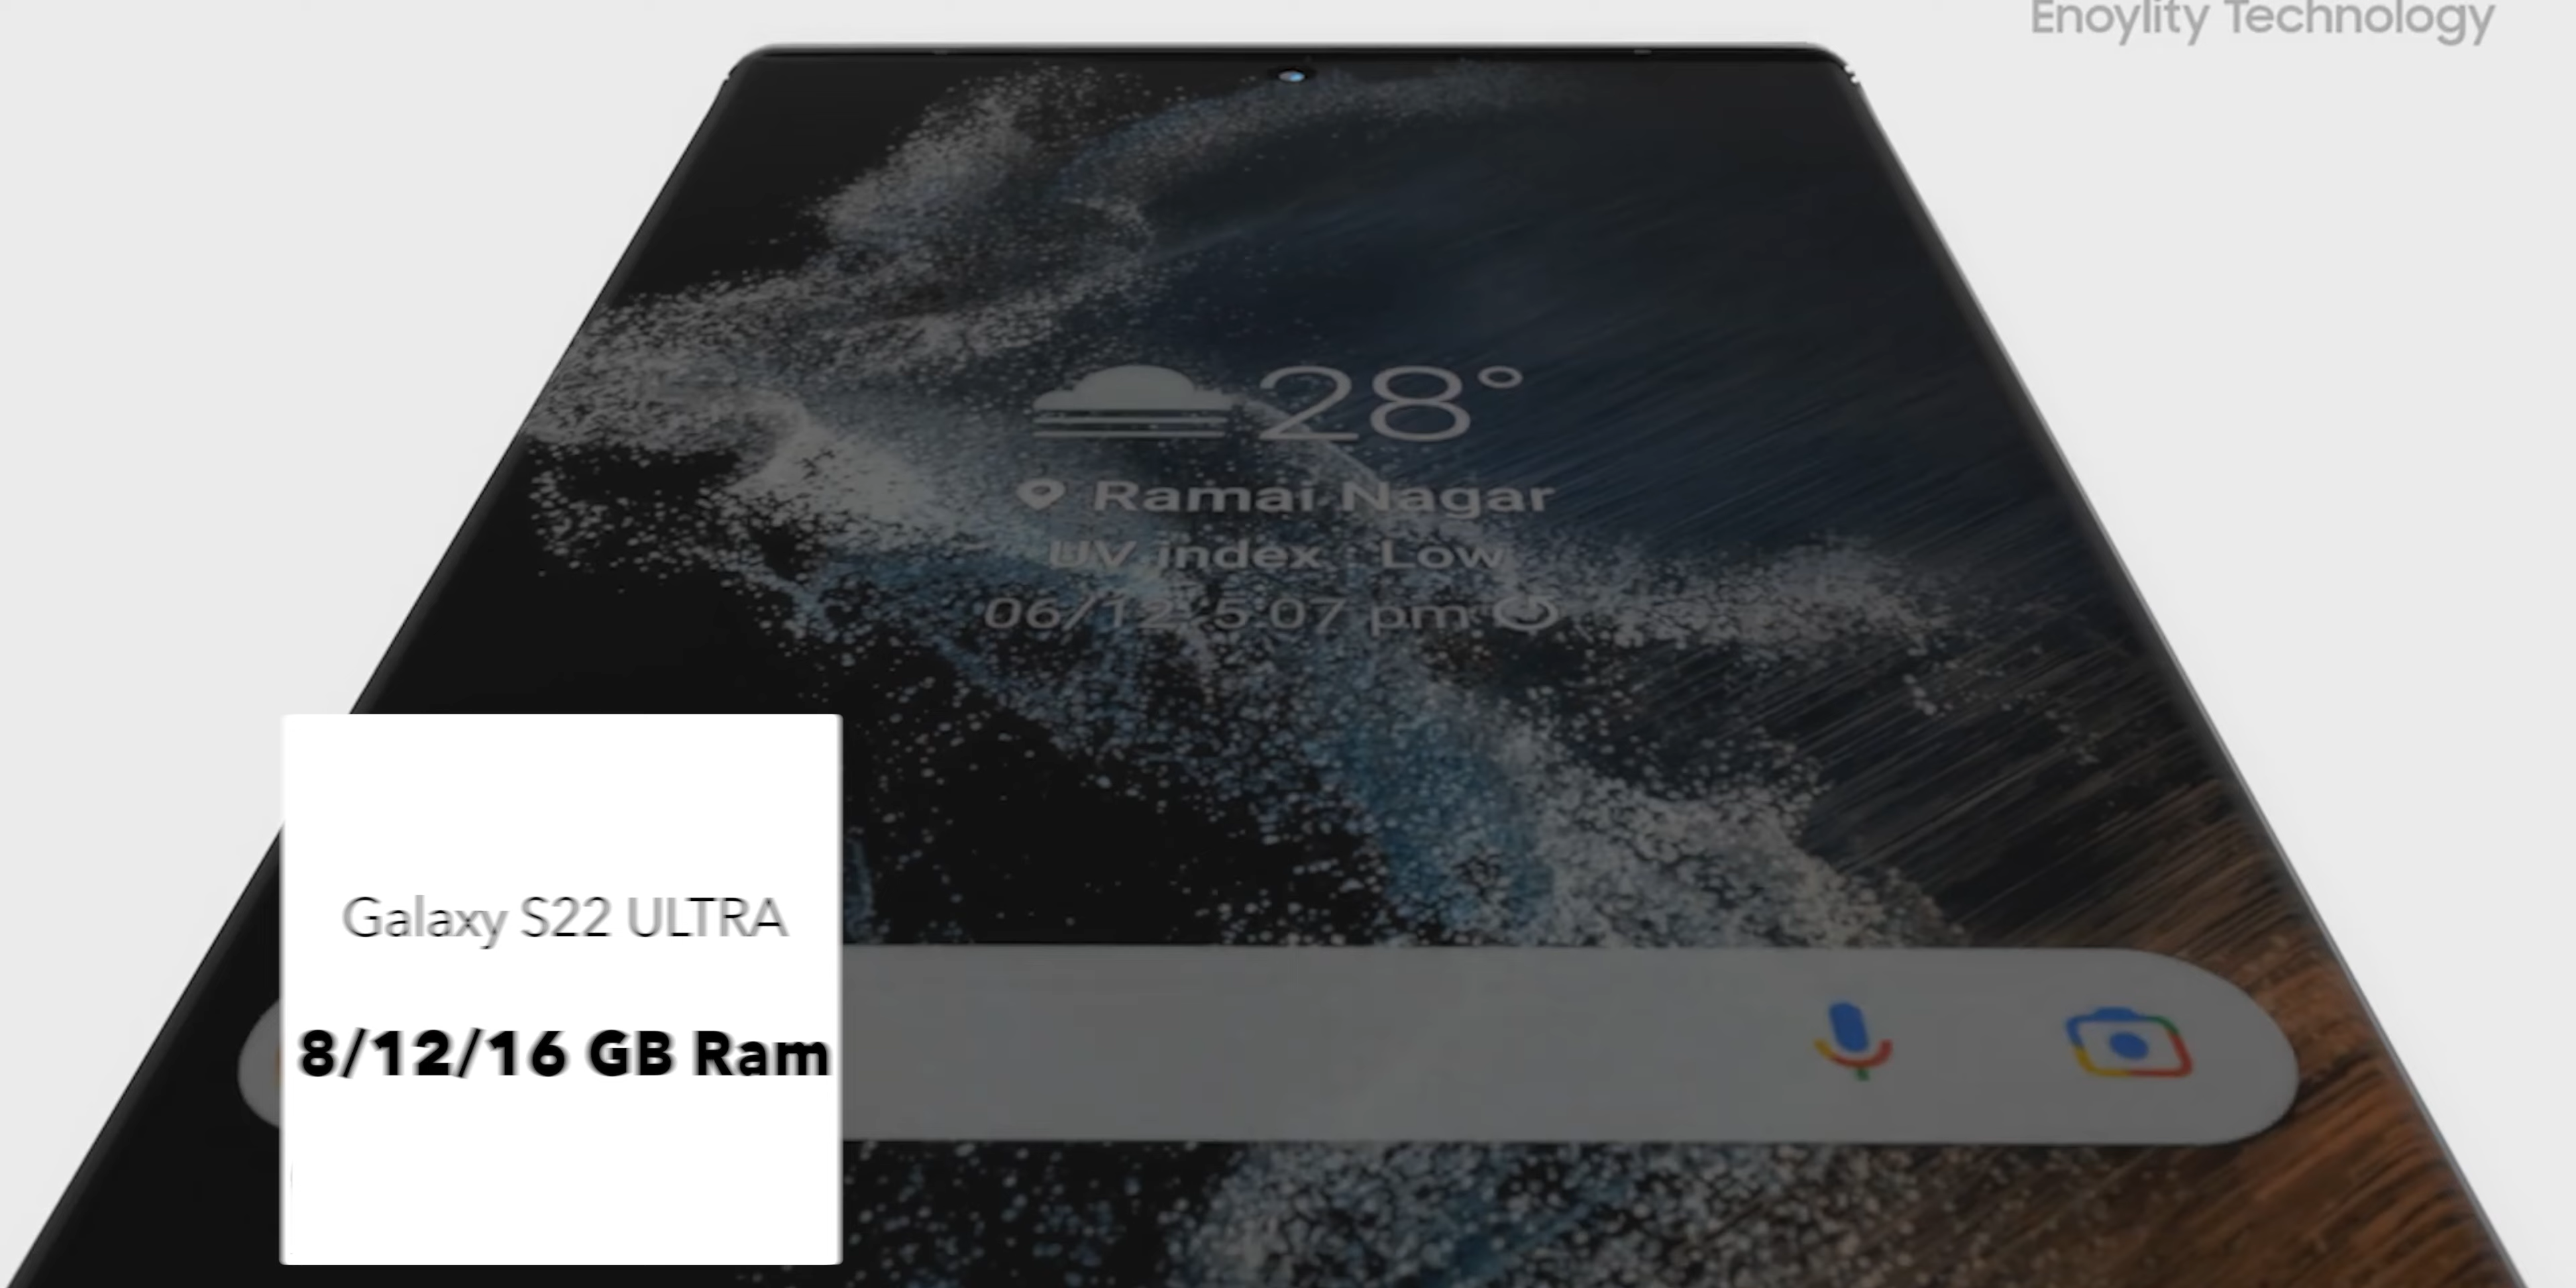 Enoylity Technology
28°
Ramai Nagar
UV index : Low
06/12 5:07 pm
Galaxy S22 ULTRA
8/12/16 GB Ram